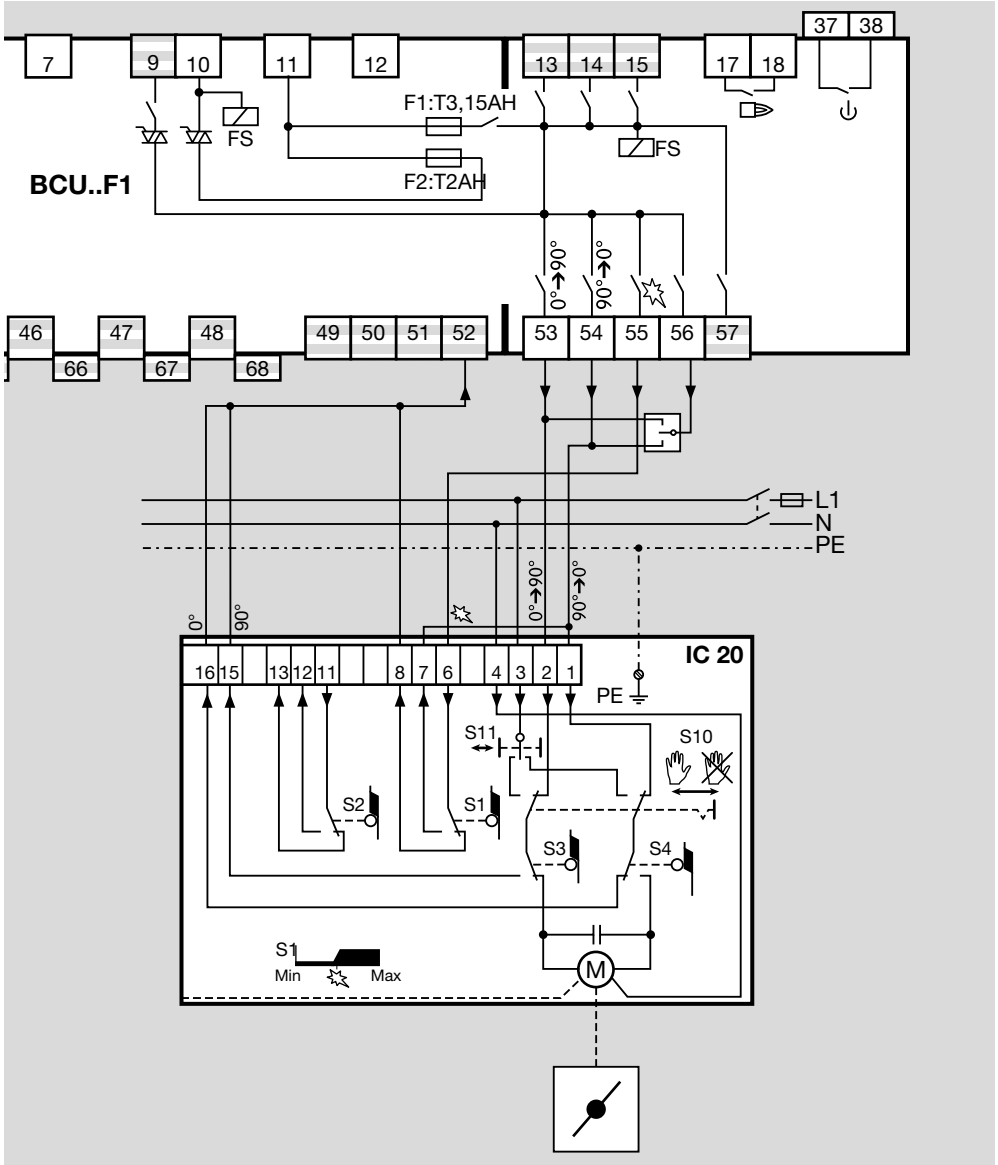 37 38
7 9 10 11 12 13 14 15 17 18
F1:T3,15AH
FS
FS
F2:T2AH
BCU..F1
0°➔90°
90°➔0°
46 47 48 49 50 51 52 53 54 55 56 57
66 67 68
L1
N
PE
0°
90°
0°➔90°
90°➔0°
IC 20
16 15 13 12 11 8 7 6 4 3 2 1
PE
S11
S10
S2
S1
S3
S4
S1
Min Max
M